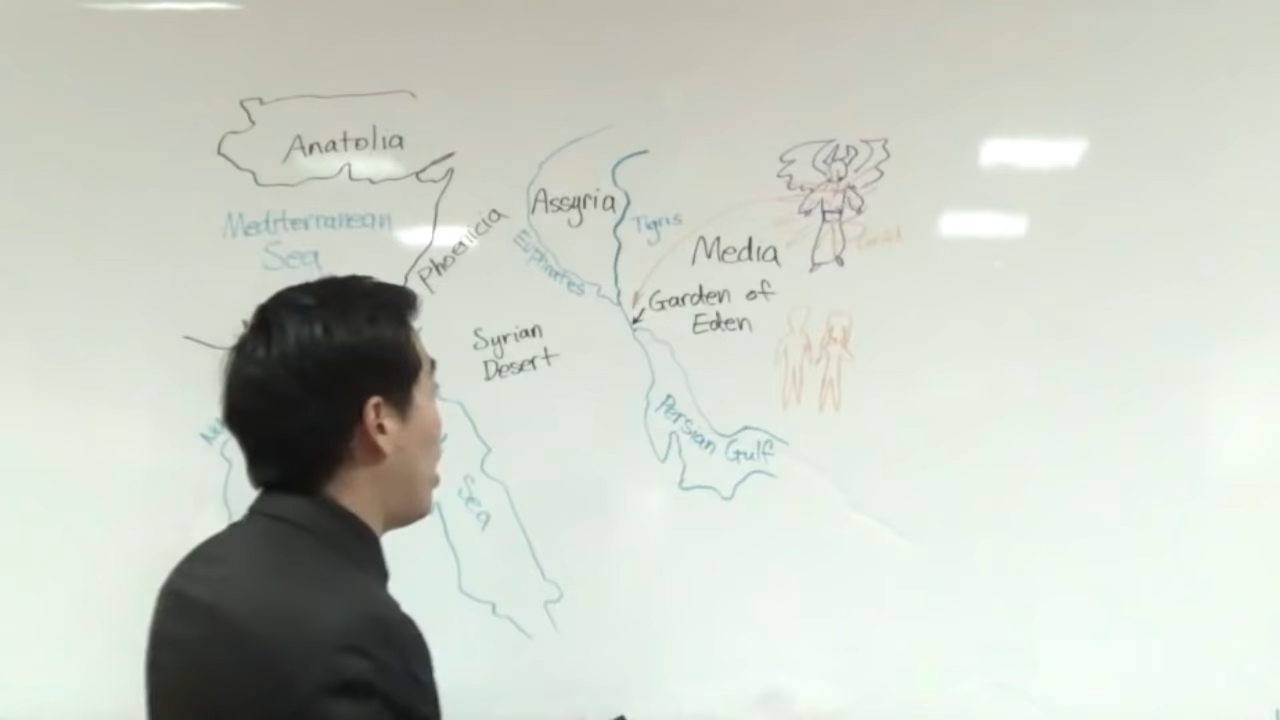 Anatolia
Mediterranean
Sea
Phoenicia
Assyria
Euphrates
Tigris
Media
Garden of
Eden
Syrian
Desert
Persian Gulf
Sea